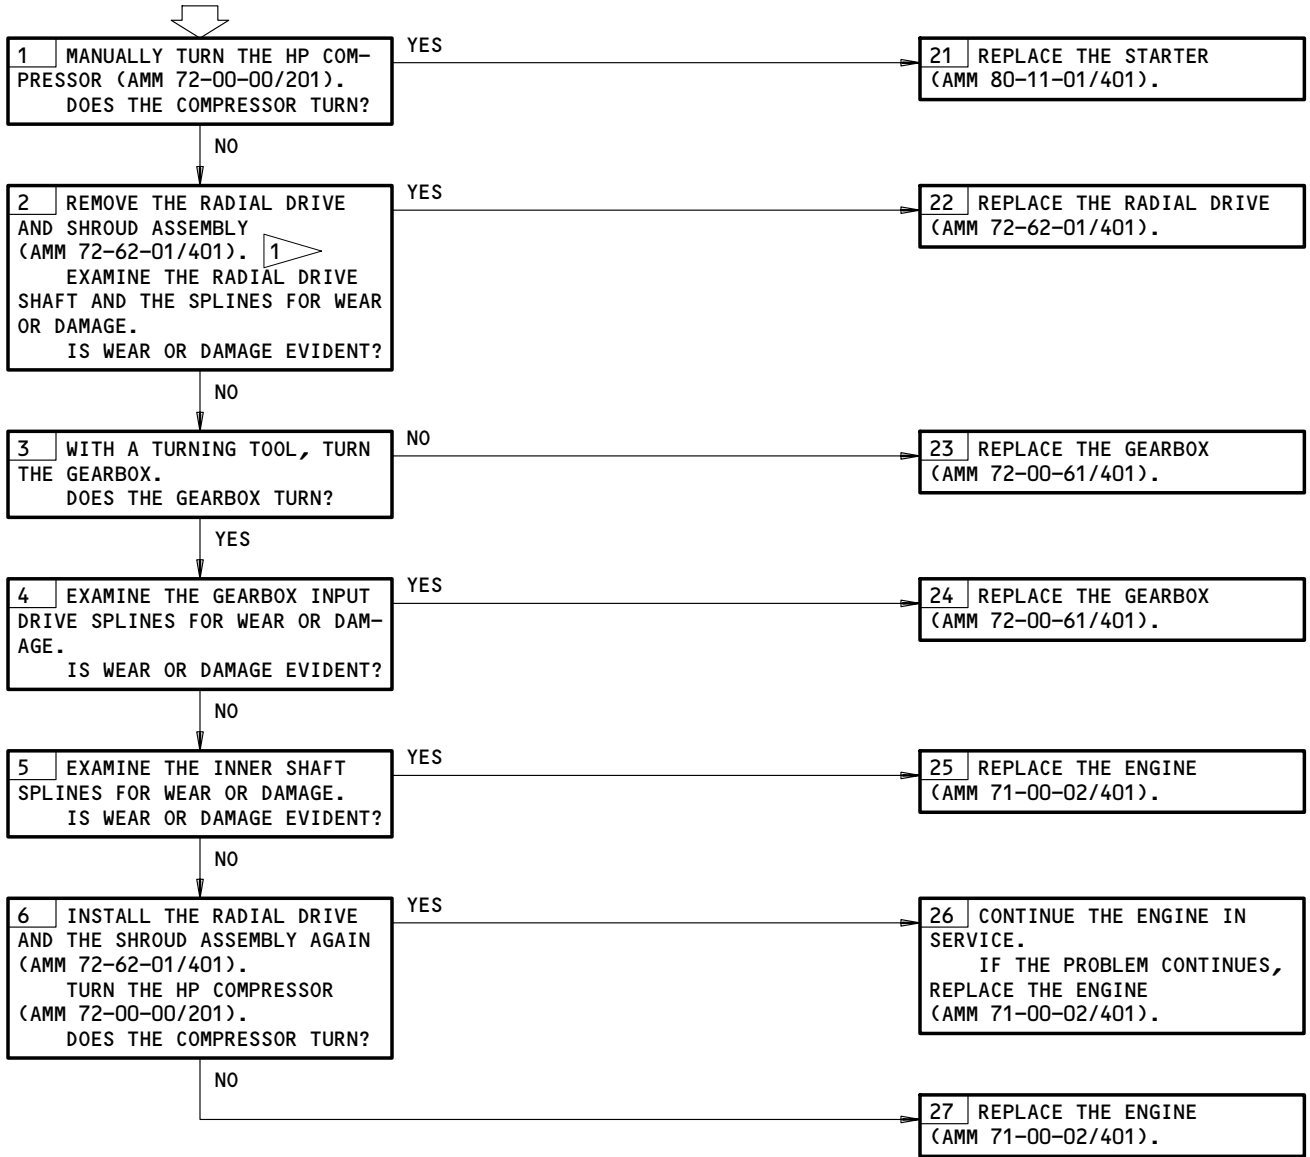 1 MANUALLY TURN THE HP COM-
PRESSOR (AMM 72-00-00/201).
DOES THE COMPRESSOR TURN?
YES
21 REPLACE THE STARTER
(AMM 80-11-01/401).
NO
2 REMOVE THE RADIAL DRIVE
AND SHROUD ASSEMBLY
(AMM 72-62-01/401). 1
EXAMINE THE RADIAL DRIVE
SHAFT AND THE SPLINES FOR WEAR
OR DAMAGE.
IS WEAR OR DAMAGE EVIDENT?
YES
22 REPLACE THE RADIAL DRIVE
(AMM 72-62-01/401).
NO
3 WITH A TURNING TOOL, TURN
THE GEARBOX.
DOES THE GEARBOX TURN?
NO
23 REPLACE THE GEARBOX
(AMM 72-00-61/401).
YES
4 EXAMINE THE GEARBOX INPUT
DRIVE SPLINES FOR WEAR OR DAM-
AGE.
IS WEAR OR DAMAGE EVIDENT?
YES
24 REPLACE THE GEARBOX
(AMM 72-00-61/401).
NO
5 EXAMINE THE INNER SHAFT
SPLINES FOR WEAR OR DAMAGE.
IS WEAR OR DAMAGE EVIDENT?
YES
25 REPLACE THE ENGINE
(AMM 71-00-02/401).
NO
6 INSTALL THE RADIAL DRIVE
AND THE SHROUD ASSEMBLY AGAIN
(AMM 72-62-01/401).
TURN THE HP COMPRESSOR
(AMM 72-00-00/201).
DOES THE COMPRESSOR TURN?
YES
26 CONTINUE THE ENGINE IN
SERVICE.
IF THE PROBLEM CONTINUES,
REPLACE THE ENGINE
(AMM 71-00-02/401).
NO
27 REPLACE THE ENGINE
(AMM 71-00-02/401).